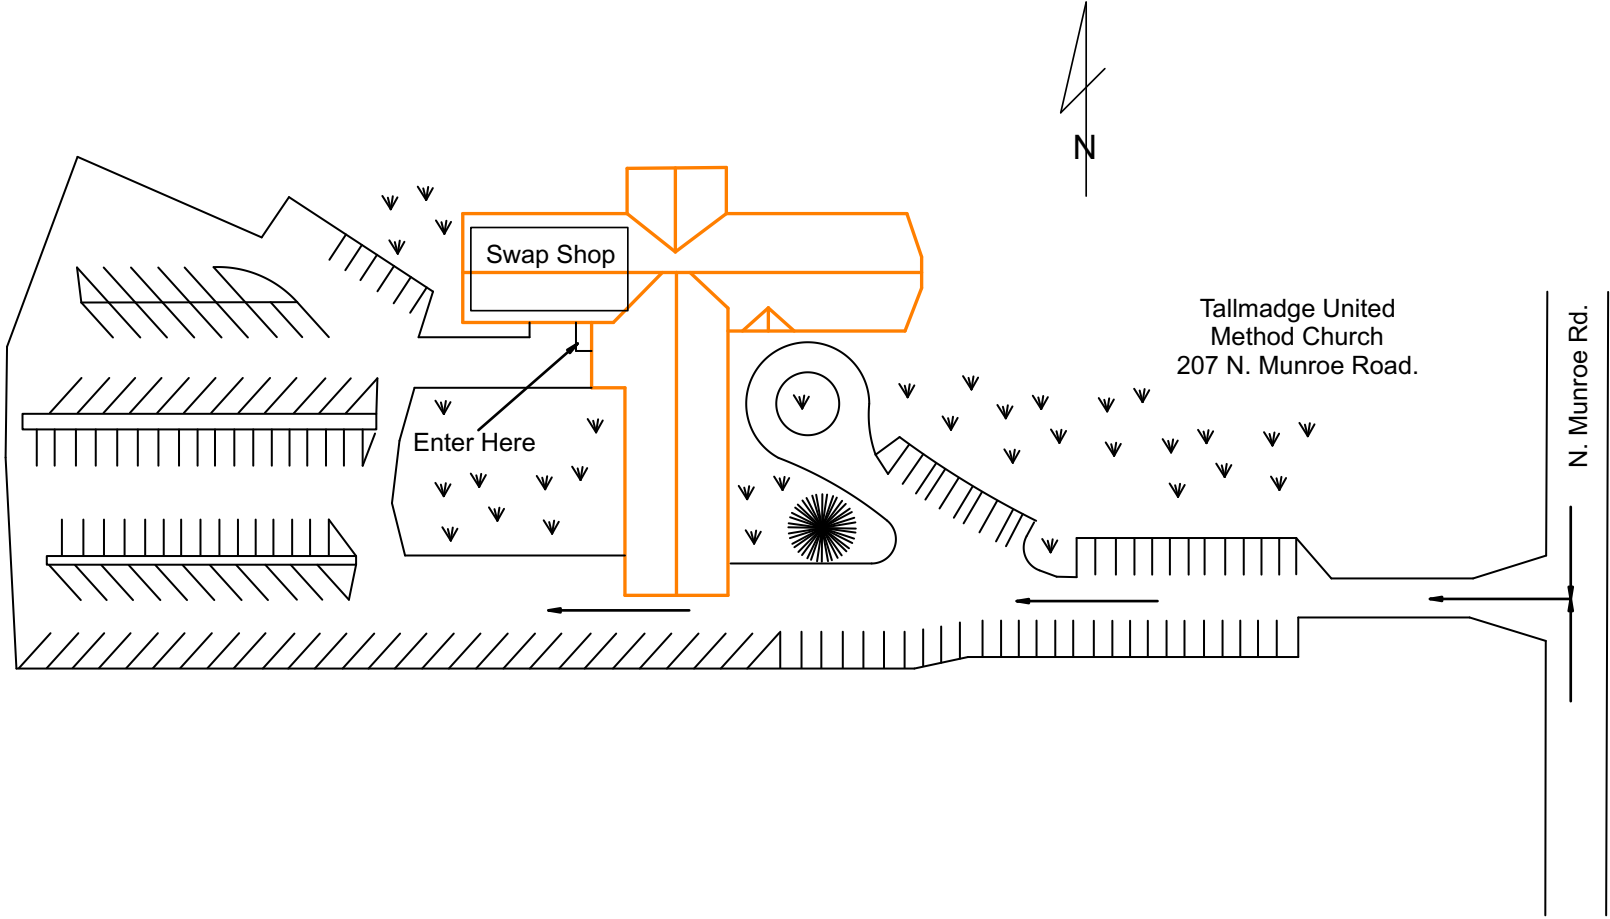 N
Swap Shop
Tallmadge United
Method Church
207 N. Munroe Road.
N. Munroe Rd.
Enter Here